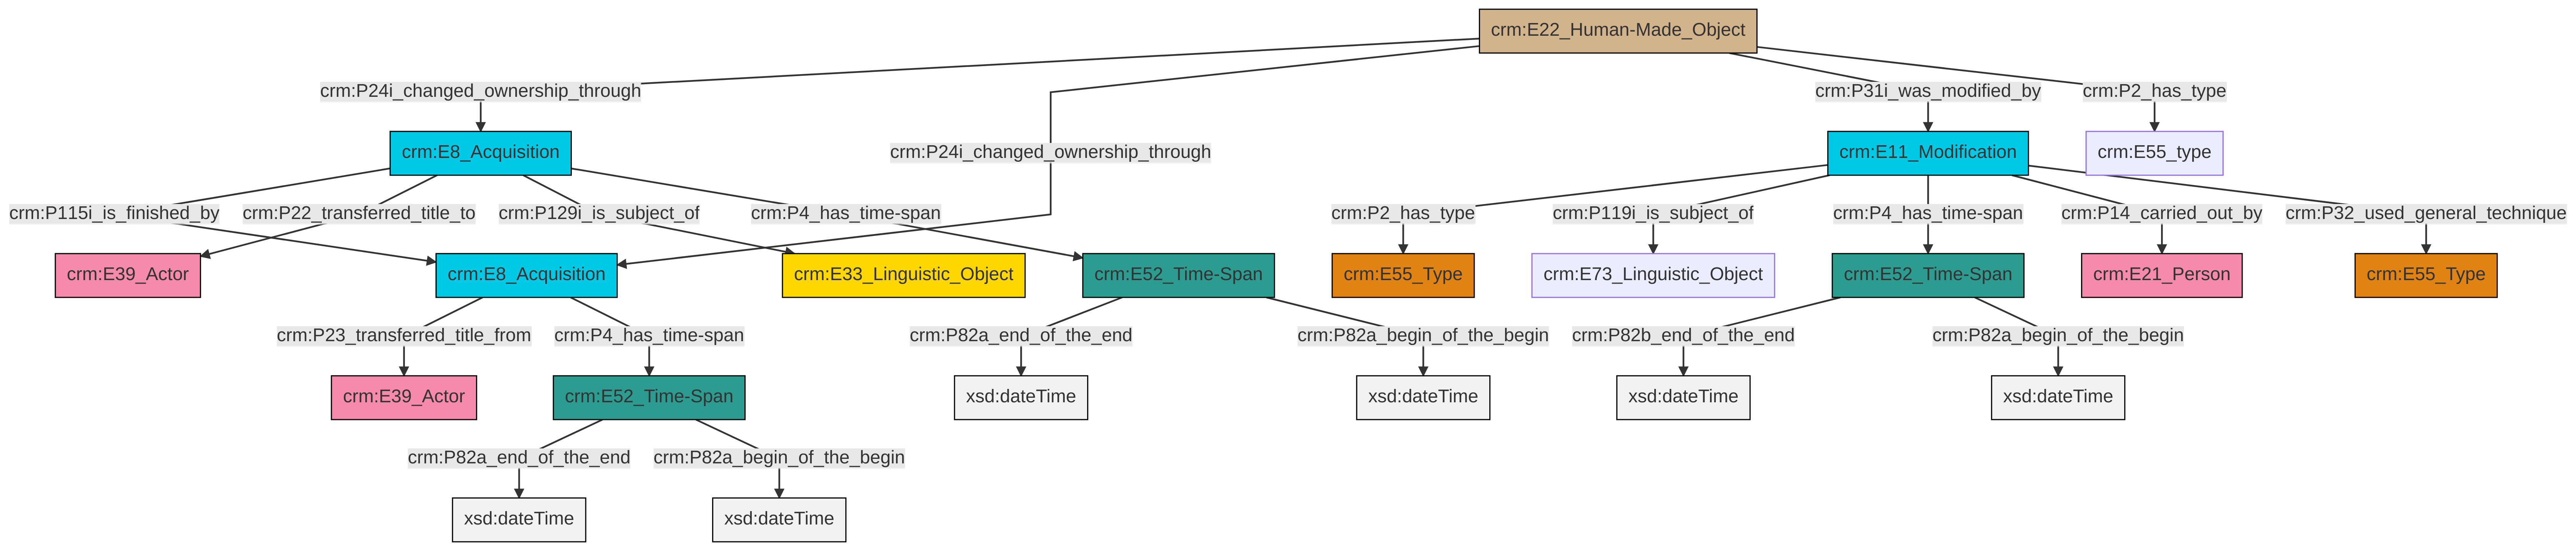 crm:E22_Human-Made_Object
crm:P24i_changed_ownership_through
crm:P31i_was_modified_by
crm:P2_has_type
crm:E8_Acquisition
crm:P24i_changed_ownership_through
crm:E11_Modification
crm:E55_type
crm:P115i_is_finished_by
crm:P22_transferred_title_to
crm:P129i_is_subject_of
crm:P4_has_time-span
crm:P2_has_type
crm:P119i_is_subject_of
crm:P4_has_time-span
crm:P14_carried_out_by
crm:P32_used_general_technique
crm:E39_Actor
crm:E8_Acquisition
crm:E33_Linguistic_Object
crm:E52_Time-Span
crm:E55_Type
crm:E73_Linguistic_Object
crm:E52_Time-Span
crm:E21_Person
crm:E55_Type
crm:P23_transferred_title_from
crm:P4_has_time-span
crm:P82a_end_of_the_end
crm:P82a_begin_of_the_begin
crm:P82b_end_of_the_end
crm:P82a_begin_of_the_begin
crm:E39_Actor
crm:E52_Time-Span
xsd:dateTime
xsd:dateTime
xsd:dateTime
xsd:dateTime
crm:P82a_end_of_the_end
crm:P82a_begin_of_the_begin
xsd:dateTime
xsd:dateTime